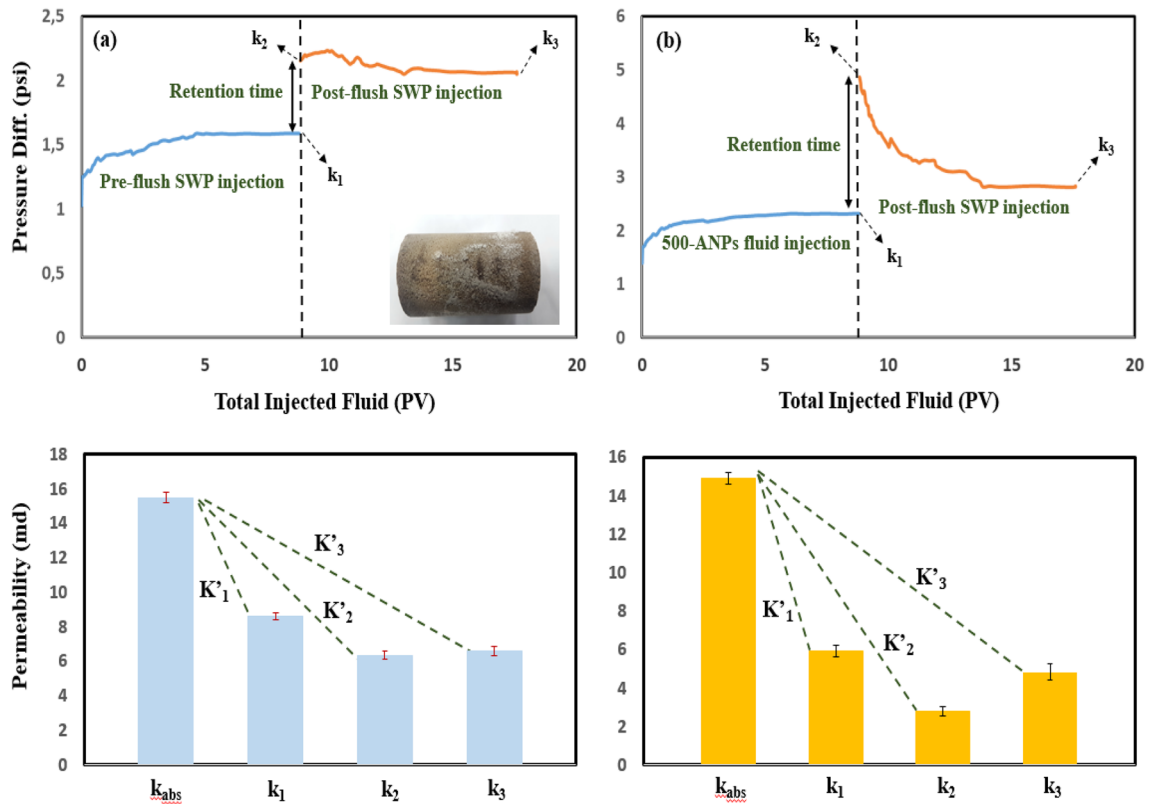 Pressure Diff. (psi)
2,5
2
1,5
1
0,5
0
(a)
k2
k3
Retention time
Post-flush SWP injection
Pre-flush SWP injection
k1
0
5
10
15
20
Total Injected Fluid (PV)
6
5
4
3
2
1
0
(b)
k2
k3
Retention time
Post-flush SWP injection
500-ANPs fluid injection
k1
0
5
10
15
20
Total Injected Fluid (PV)
Permeability (md)
18
16
14
12
10
8
6
4
2
0
K’1
K’2
K’3
kabs
k1
k2
k3
16
14
12
10
8
6
4
2
0
K’1
K’2
K’3
kabs
k1
k2
k3